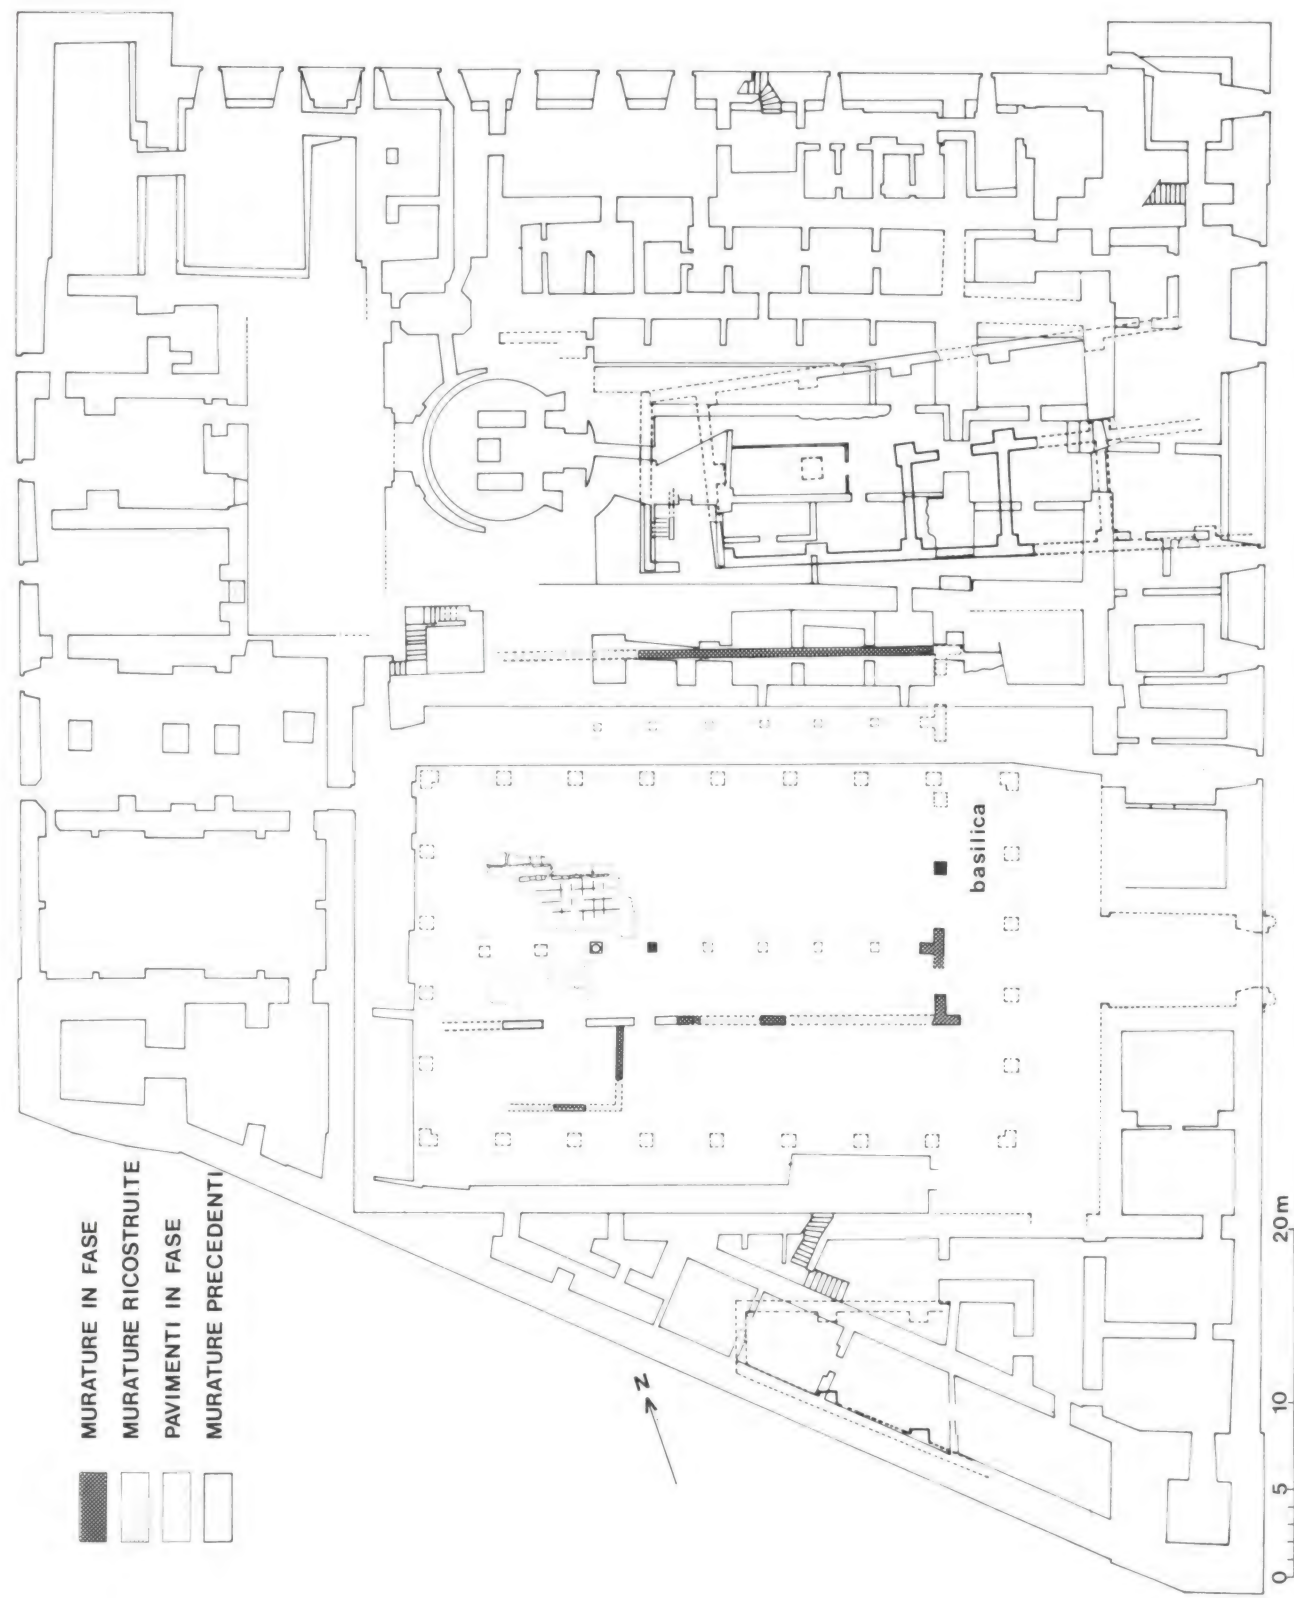 MURATURE IN FASE
MURATURE RICOSTRUITE
PAVIMENTI IN FASE
MURATURE PRECEDENTI
basilica
N
0 5 10 20m